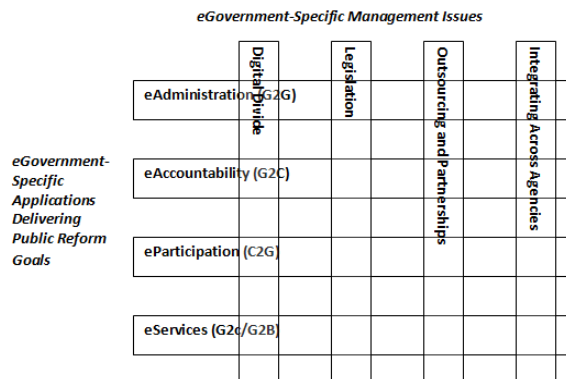 eGovernment-Specific Management Issues
Digital Divide
Legislation
Outsourcing and Partnerships
Integrating Across Agencies
eAdministration (G2G)
eAccountability (G2C)
eParticipation (C2G)
eServices (G2c/G2B)
eGovernment-
Specific
Applications
Delivering
Public Reform
Goals